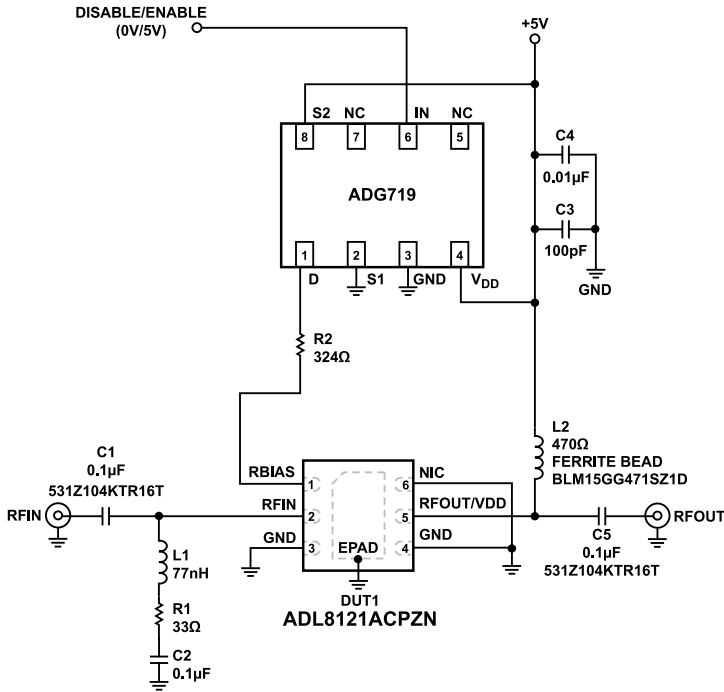 DISABLE/ENABLE
(0V/5V)
+5V
S2 NC IN NC
8 7 6 5
ADG719
1 2 3 4
D S1 GND VDD
C4
0.01µF
C3
100pF
GND
R2
324Ω
L2
470Ω
FERRITE BEAD
BLM15GG471SZ1D
C1
0.1µF
531Z104KTR16T
RFIN
L1
77nH
R1
33Ω
C2
0.1µF
RBIAS
RFIN
GND
1
2
3
EPAD
6
5
4
NIC
RFOUT/VDD
GND
DUT1
ADL8121ACPZN
C5
0.1µF
531Z104KTR16T
RFOUT